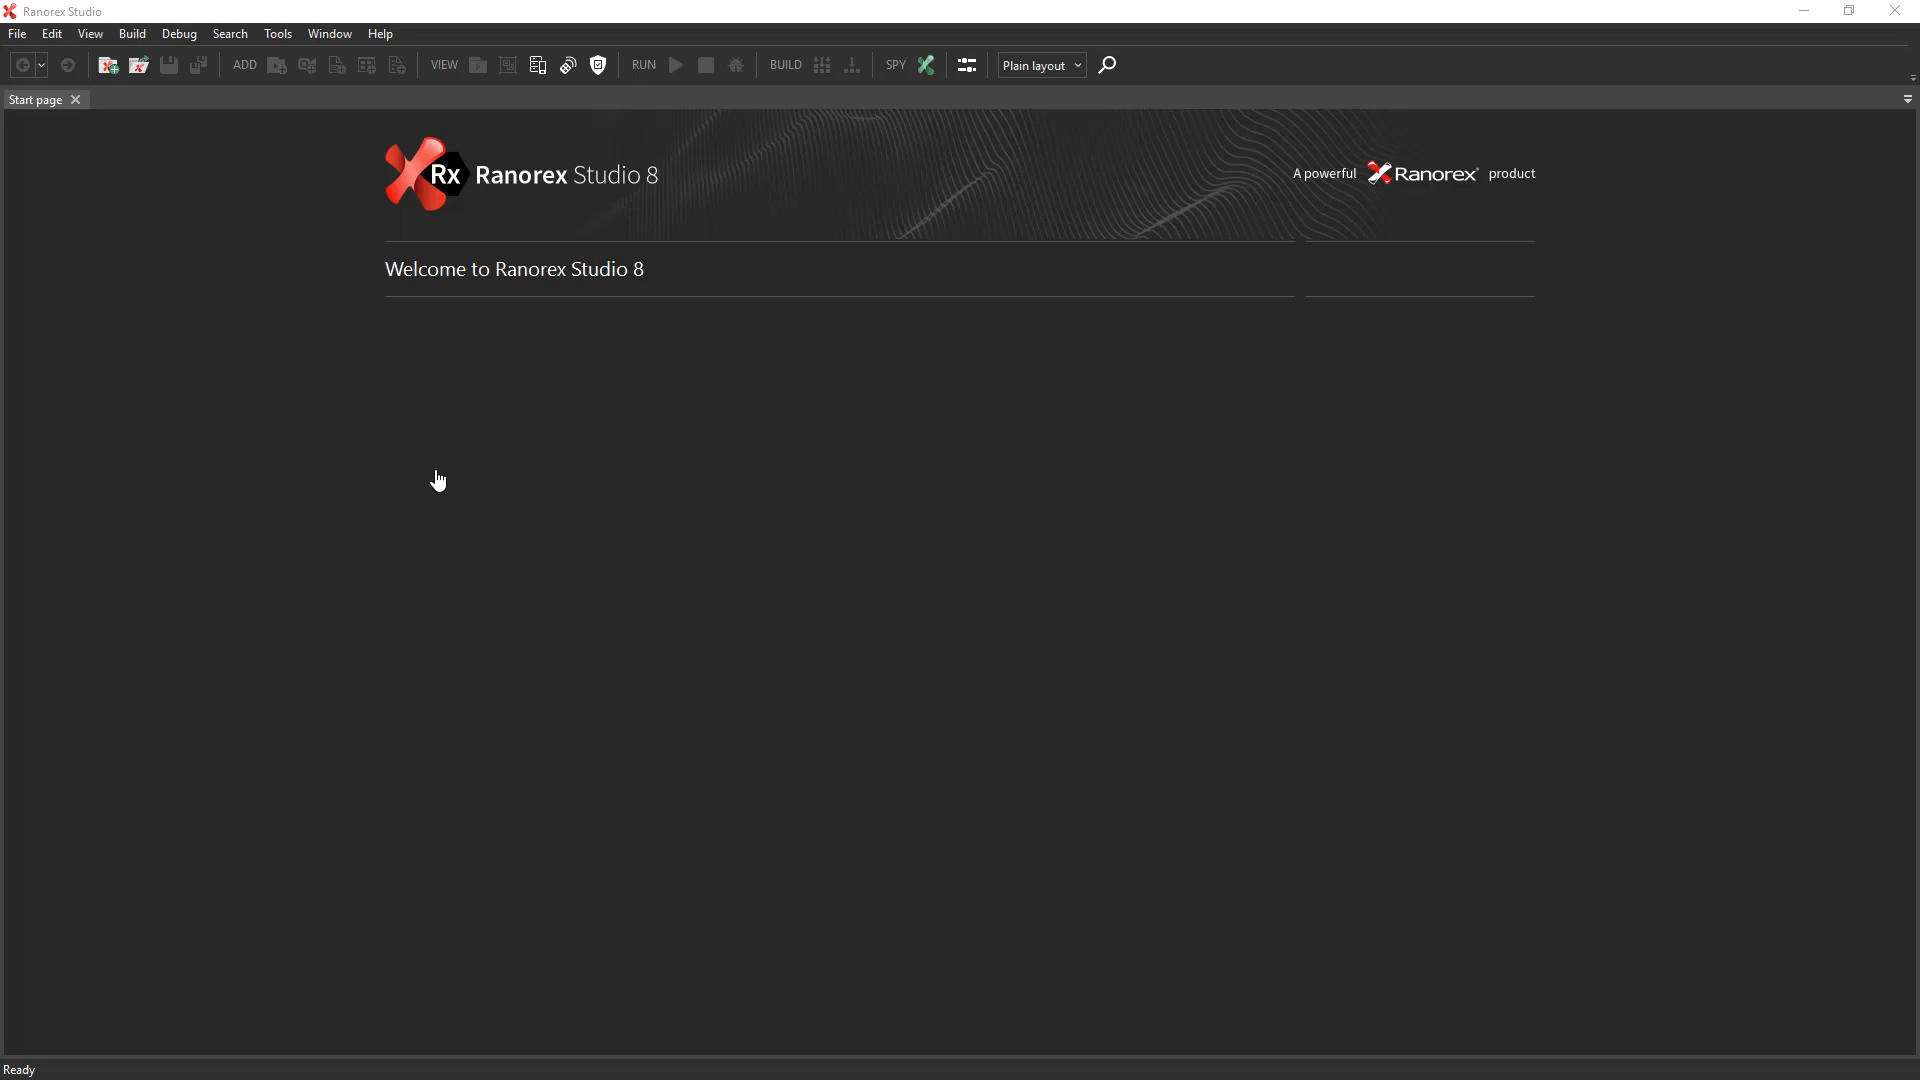 Ranorex Studio
File Edit View Build Debug Search Tools Window Help
ADD VIEW RUN BUILD SPY Plain layout
Start page
Rx Ranorex Studio 8
A powerful Ranorex product
Welcome to Ranorex Studio 8
Ready